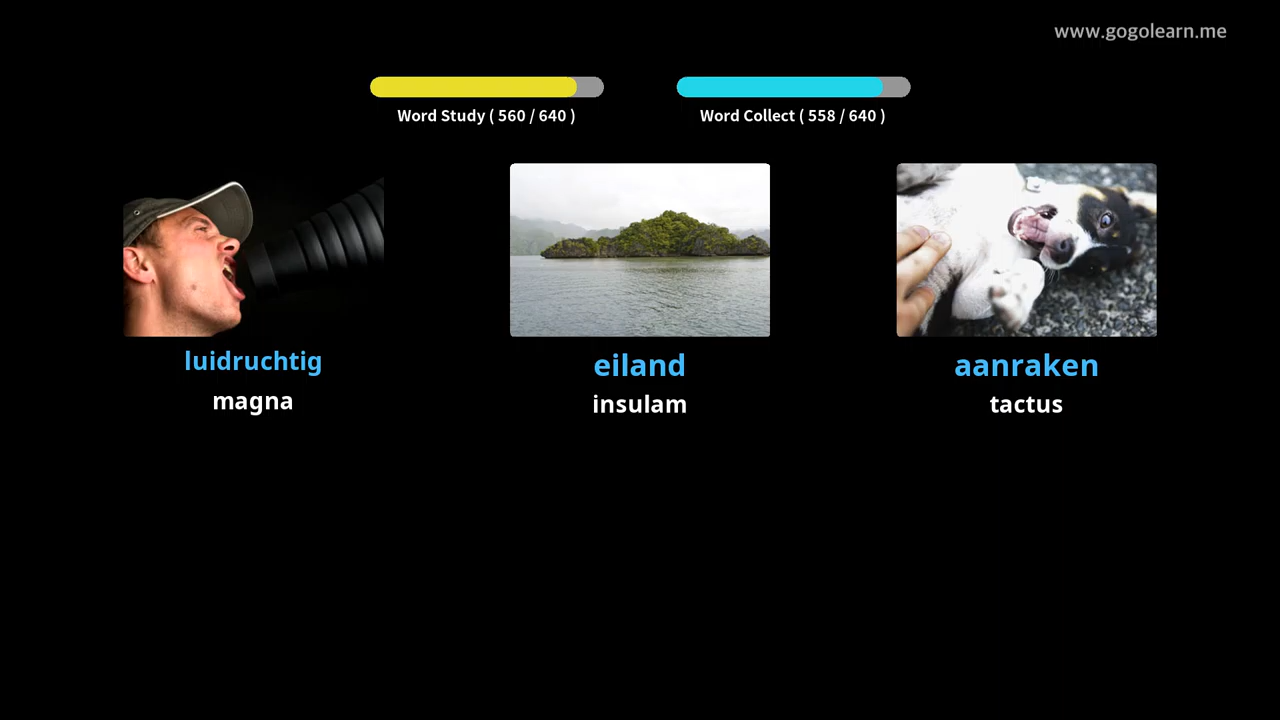 www.gogolearn.me
Word Study ( 560 / 640 )
Word Collect ( 558 / 640 )
luidruchtig
magna
eiland
insulam
aanraken
tactus